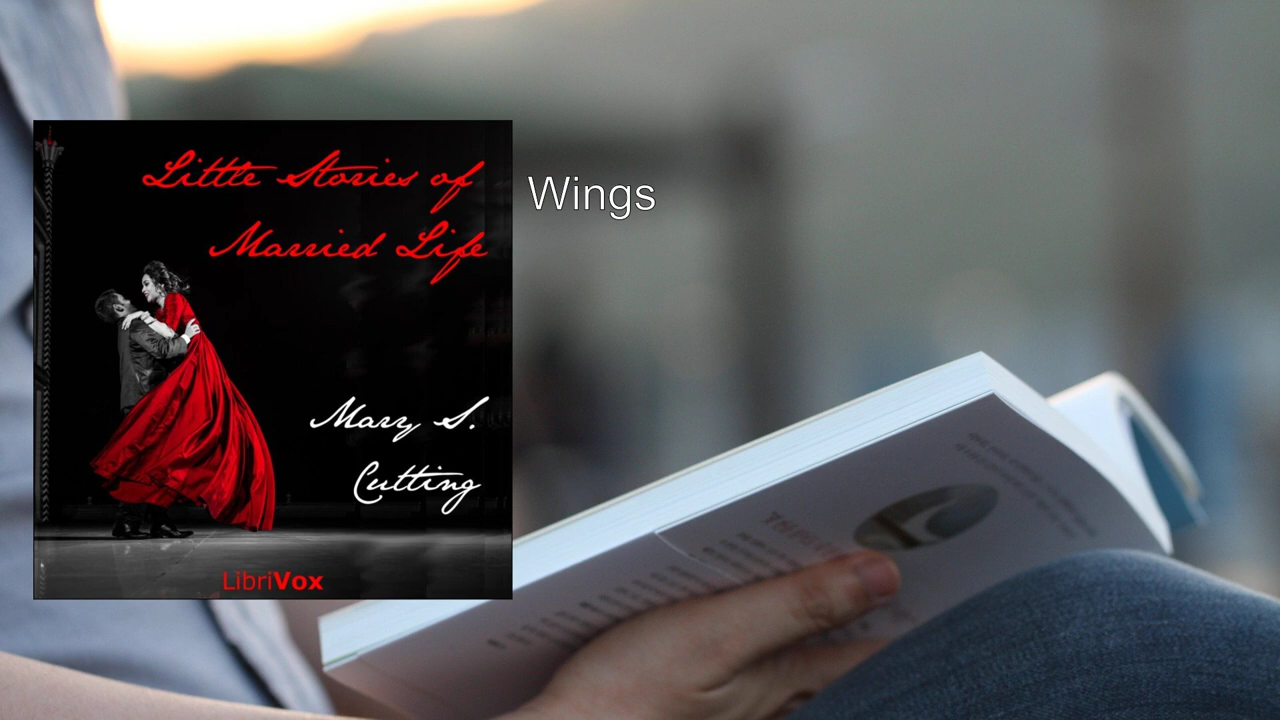 Little Stories of
Married Life
Wings
Mary S.
Cutting
LibriVox